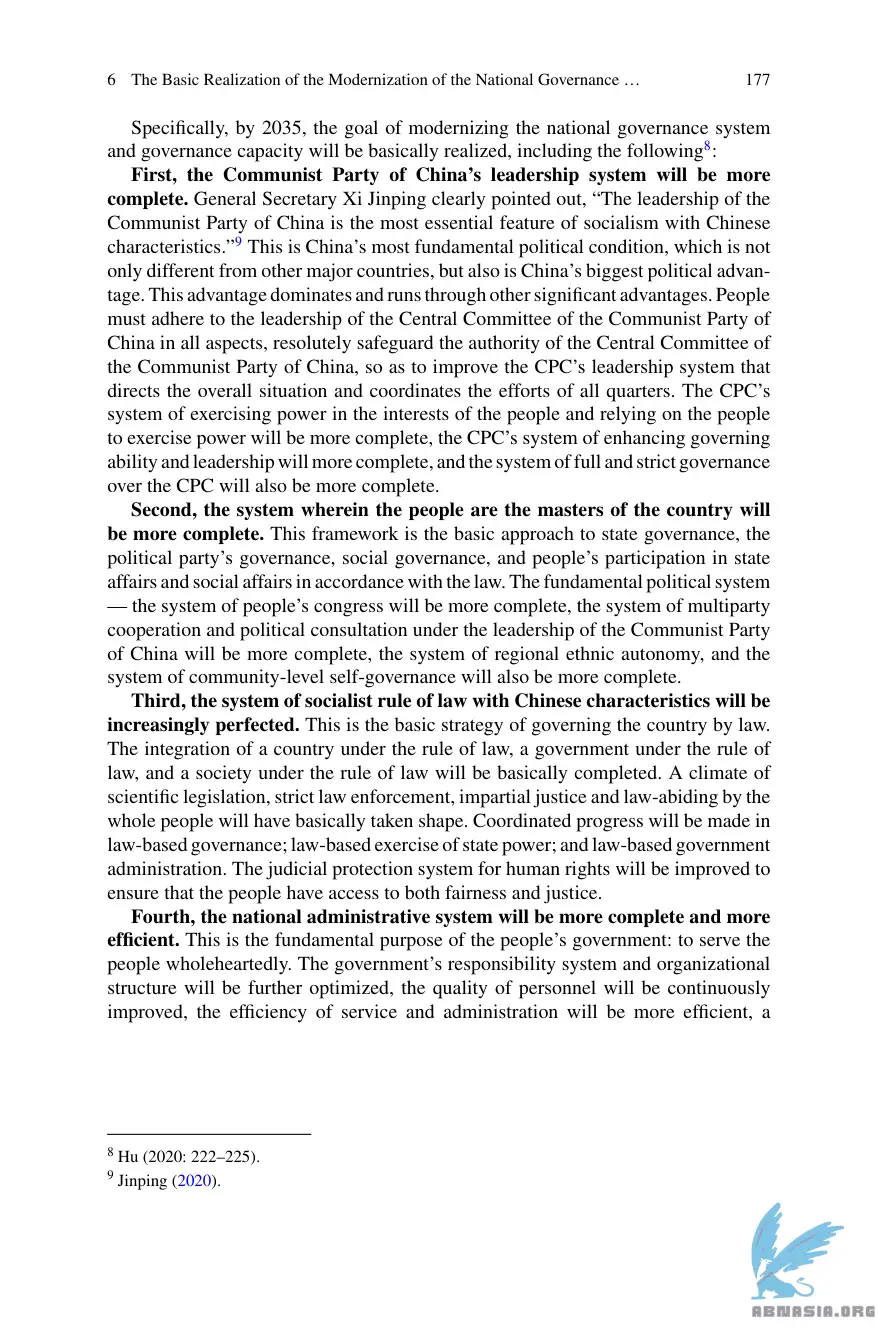 6 The Basic Realization of the Modernization of the National Governance … 177
Specifically, by 2035, the goal of modernizing the national governance system
and governance capacity will be basically realized, including the following8:
First, the Communist Party of China’s leadership system will be more
complete. General Secretary Xi Jinping clearly pointed out, “The leadership of the
Communist Party of China is the most essential feature of socialism with Chinese
characteristics.”9 This is China’s most fundamental political condition, which is not
only different from other major countries, but also is China’s biggest political advan-
tage. This advantage dominates and runs through other significant advantages. People
must adhere to the leadership of the Central Committee of the Communist Party of
China in all aspects, resolutely safeguard the authority of the Central Committee of
the Communist Party of China, so as to improve the CPC’s leadership system that
directs the overall situation and coordinates the efforts of all quarters. The CPC’s
system of exercising power in the interests of the people and relying on the people
to exercise power will be more complete, the CPC’s system of enhancing governing
ability and leadership will more complete, and the system of full and strict governance
over the CPC will also be more complete.
Second, the system wherein the people are the masters of the country will
be more complete. This framework is the basic approach to state governance, the
political party’s governance, social governance, and people’s participation in state
affairs and social affairs in accordance with the law. The fundamental political system
— the system of people’s congress will be more complete, the system of multiparty
cooperation and political consultation under the leadership of the Communist Party
of China will be more complete, the system of regional ethnic autonomy, and the
system of community-level self-governance will also be more complete.
Third, the system of socialist rule of law with Chinese characteristics will be
increasingly perfected. This is the basic strategy of governing the country by law.
The integration of a country under the rule of law, a government under the rule of
law, and a society under the rule of law will be basically completed. A climate of
scientific legislation, strict law enforcement, impartial justice and law-abiding by the
whole people will have basically taken shape. Coordinated progress will be made in
law-based governance; law-based exercise of state power; and law-based government
administration. The judicial protection system for human rights will be improved to
ensure that the people have access to both fairness and justice.
Fourth, the national administrative system will be more complete and more
efficient. This is the fundamental purpose of the people’s government: to serve the
people wholeheartedly. The government’s responsibility system and organizational
structure will be further optimized, the quality of personnel will be continuously
improved, the efficiency of service and administration will be more efficient, a
8 Hu (2020: 222–225).
9 Jinping (2020).
ABNASIA.ORG